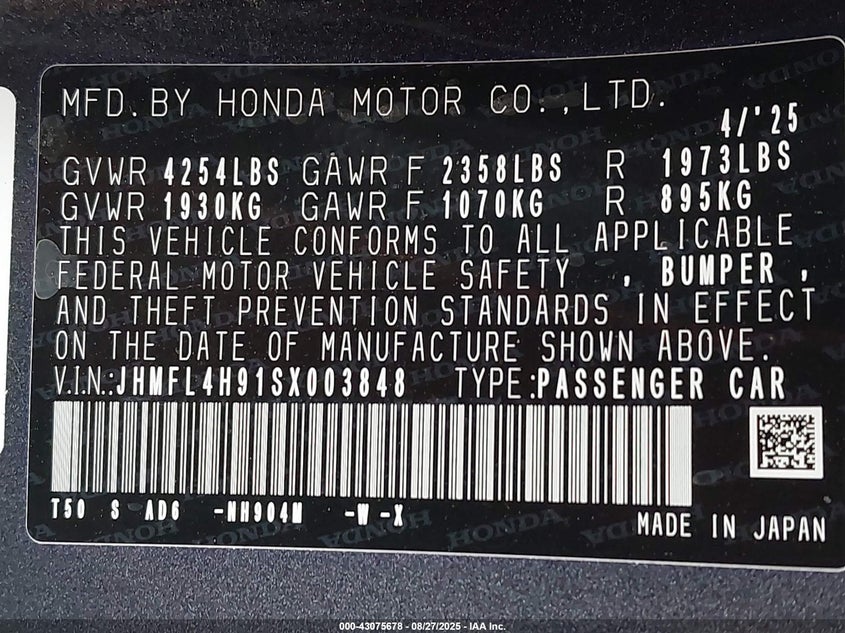 MFD. BY HONDA MOTOR CO., LTD.
4/'25
GVWR 4254LBS GAWR F 2358LBS R 1973LBS
GVWR 1930KG GAWR F 1070KG R 895KG
THIS VEHICLE CONFORMS TO ALL APPLICABLE
FEDERAL MOTOR VEHICLE SAFETY , BUMPER ,
AND THEFT PREVENTION STANDARDS IN EFFECT
ON THE DATE OF MANUFACTURE SHOWN ABOVE.
V.I.N.:JHMFL4H91SX003848 TYPE:PASSENGER CAR
T50 S AD6 -NH904M -W -X
MADE IN JAPAN
000-43075678 - 08/27/2025 - IAA Inc.